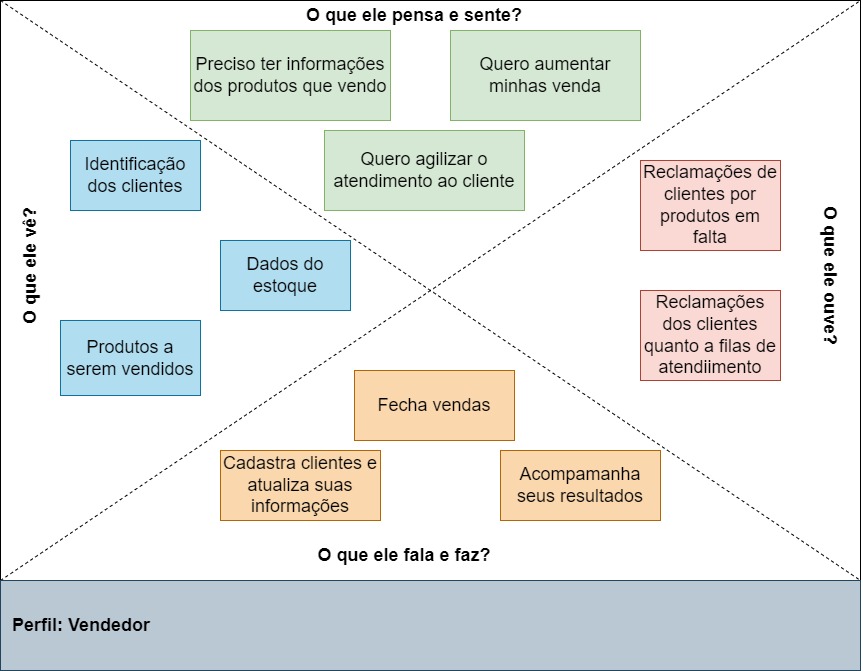 O que ele pensa e sente?
Preciso ter informações
dos produtos que vendo
Quero aumentar
minhas venda
Quero agilizar o
atendimento ao cliente
O que ele vê?
Identificação
dos clientes
Dados do
estoque
Produtos a
serem vendidos
Reclamações de
clientes por
produtos em
falta
Reclamações
dos clientes
quanto a filas de
atendiimento
O que ele ouve?
Fecha vendas
Cadastra clientes e
atualiza suas
informações
Acompamanha
seus resultados
O que ele fala e faz?
Perfil: Vendedor